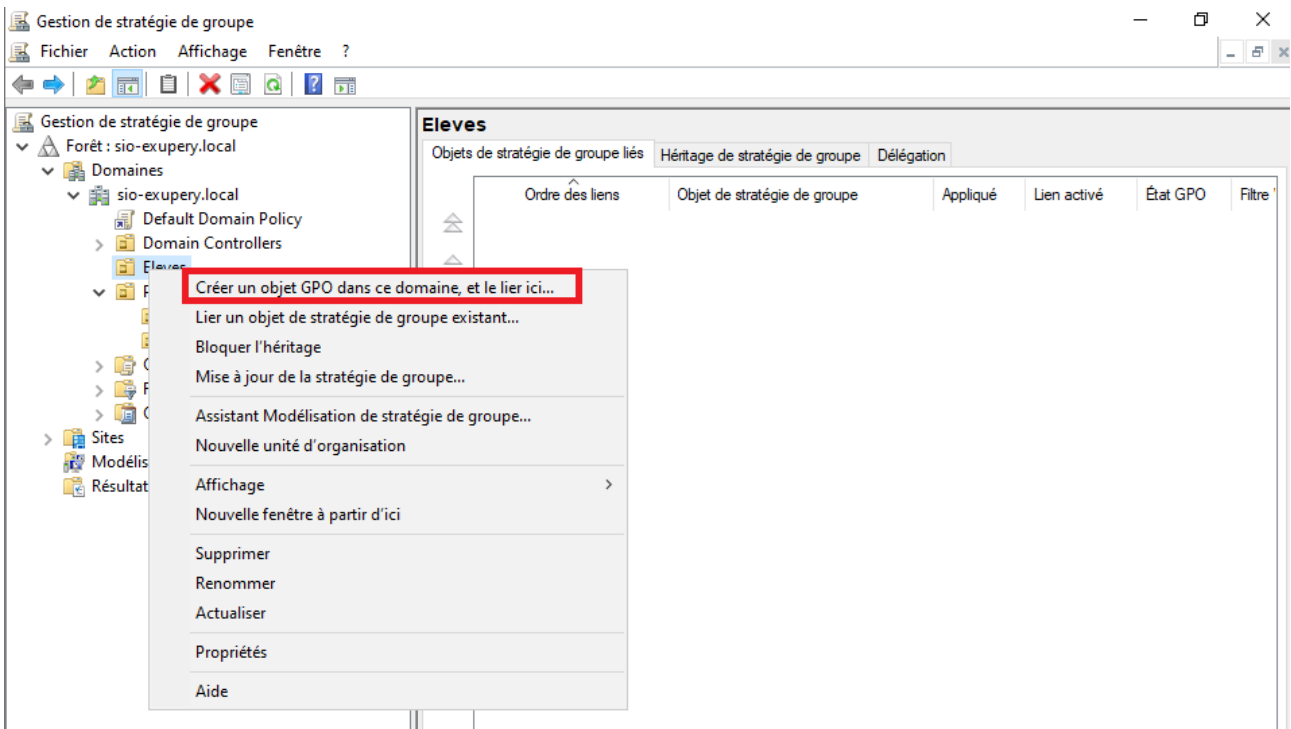 Gestion de stratégie de groupe
Fichier Action Affichage Fenêtre ?
Gestion de stratégie de groupe
Forêt : sio-exupery.local
Domaines
sio-exupery.local
Default Domain Policy
Domain Controllers
Eleves
Sites
Modélis
Résultat
Créer un objet GPO dans ce domaine, et le lier ici...
Lier un objet de stratégie de groupe existant...
Bloquer l'héritage
Mise à jour de la stratégie de groupe...
Assistant Modélisation de stratégie de groupe...
Nouvelle unité d'organisation
Affichage
Nouvelle fenêtre à partir d'ici
Supprimer
Renommer
Actualiser
Propriétés
Aide
Eleves
Objets de stratégie de groupe liés Héritage de stratégie de groupe Délégation
Ordre des liens Objet de stratégie de groupe Appliqué Lien activé État GPO Filtre